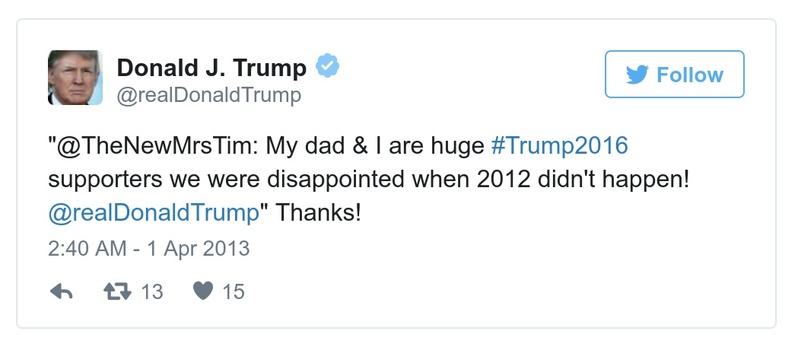 Donald J. Trump
@realDonaldTrump
Follow
"@TheNewMrsTim: My dad & I are huge #Trump2016
supporters we were disappointed when 2012 didn't happen!
@realDonaldTrump" Thanks!
2:40 AM - 1 Apr 2013
13 15